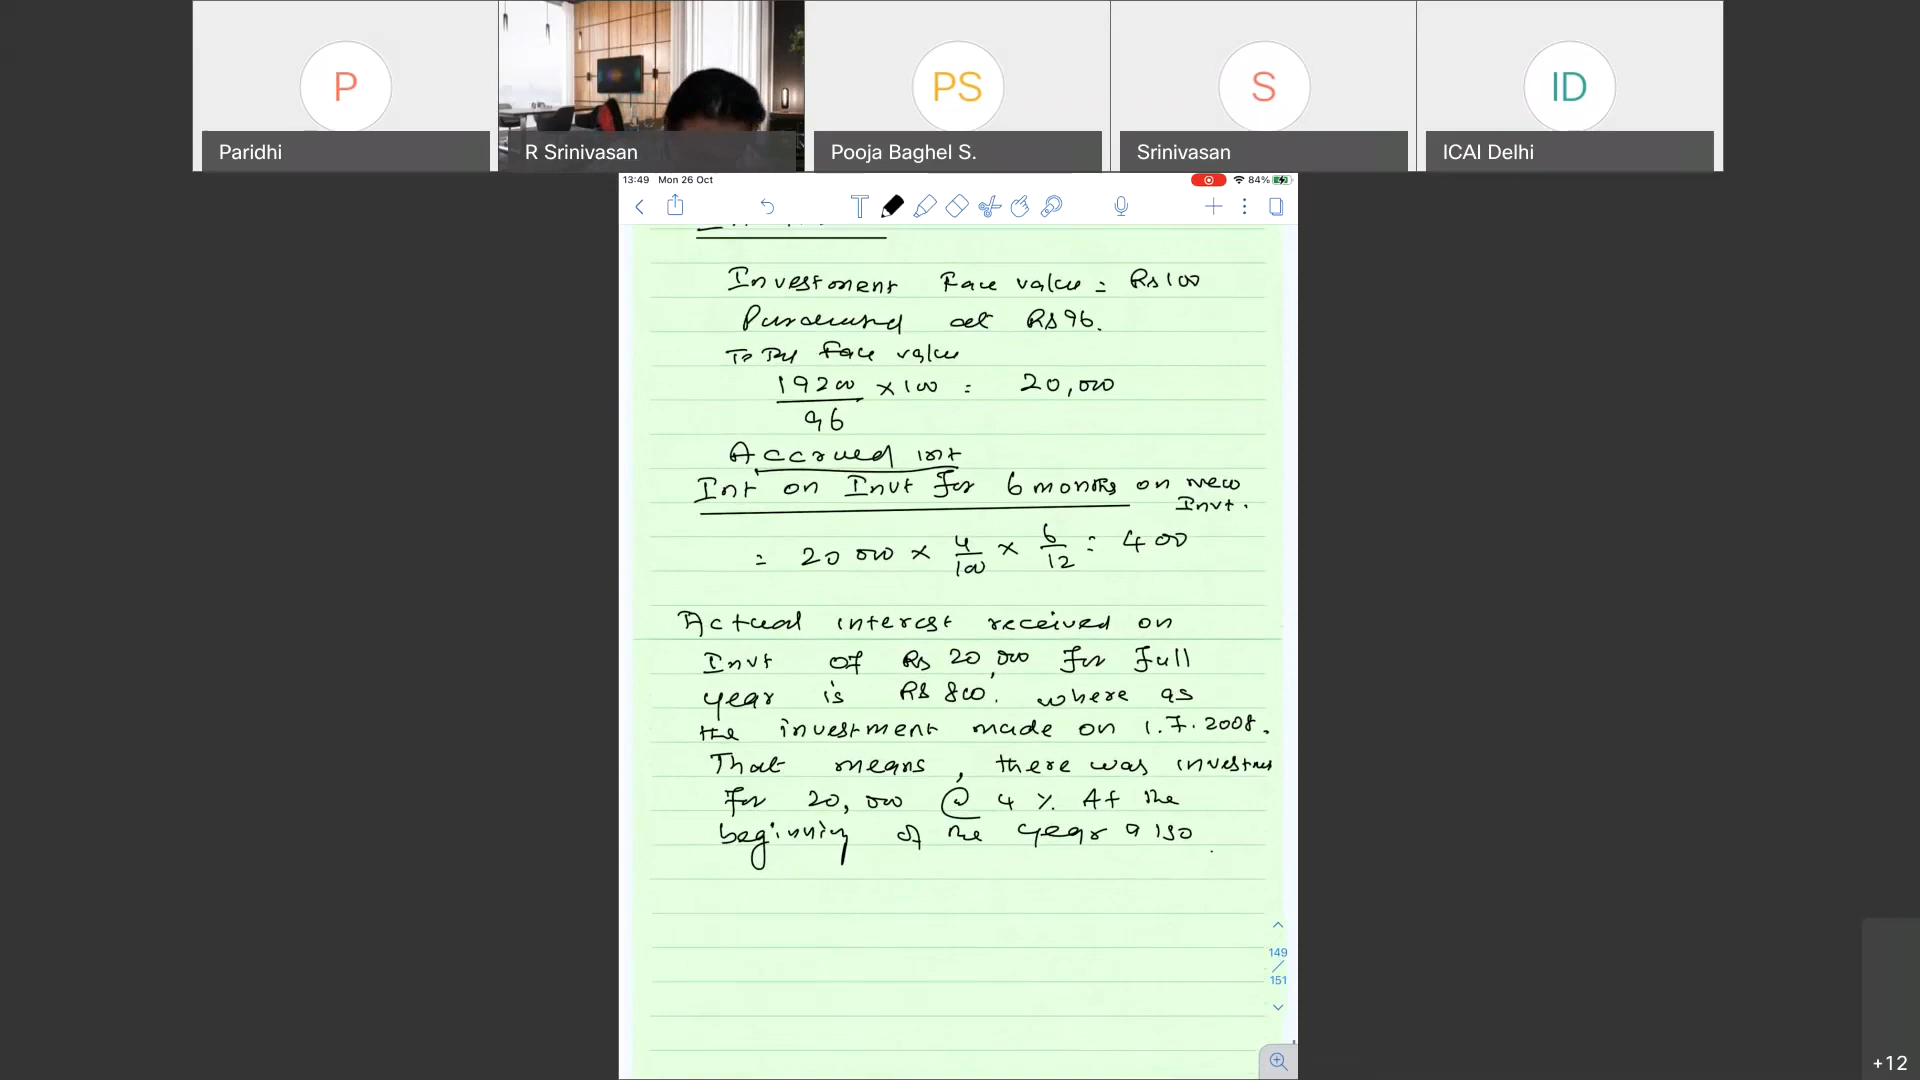 P
PS
S
ID
Paridhi
R Srinivasan
Pooja Baghel S.
Srinivasan
ICAI Delhi
13:49 Mon 26 Oct
84%
T
Investment Face value = Rs 100
Purchased at Rs 96.
Face value
19200 × 100 = 20,000
96
Accrued int
Int on Invt for 6 months on new
Invt.
= 20 000 × 4/100 × 6/12 = 400
Actual interest received on
Invt of Rs 20,000 for full
year is Rs 800. where as
the investment made on 1.7.2008.
That means, there was
for 20,000 @ 4 %. At the
beginning of the year also.
149
/
151
+12